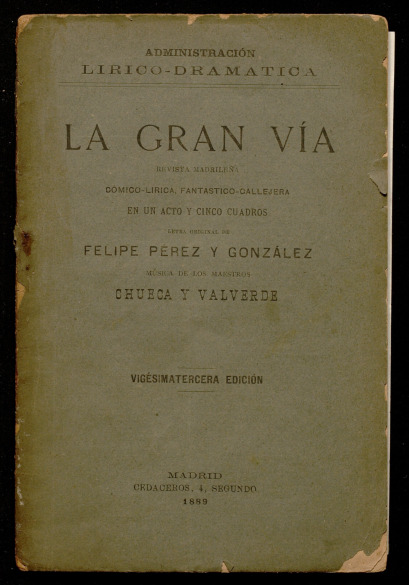 ADMINISTRACIÓN
LIRICO-DRAMATICA
LA GRAN VÍA
REVISTA MADRILEÑA
COMICO-LIRICA, FANTASTICO-CALLEJERA
EN UN ACTO Y CINCO CUADROS
LETRA ORIGINAL DE
FELIPE PEREZ Y GONZÁLEZ
MÚSICA DE LOS MAESTROS
CHUECA Y VALVERDE
VIGÉSIMATERCERA EDICIÓN
MADRID
CEDACEROS, 4, SEGUNDO.
1889